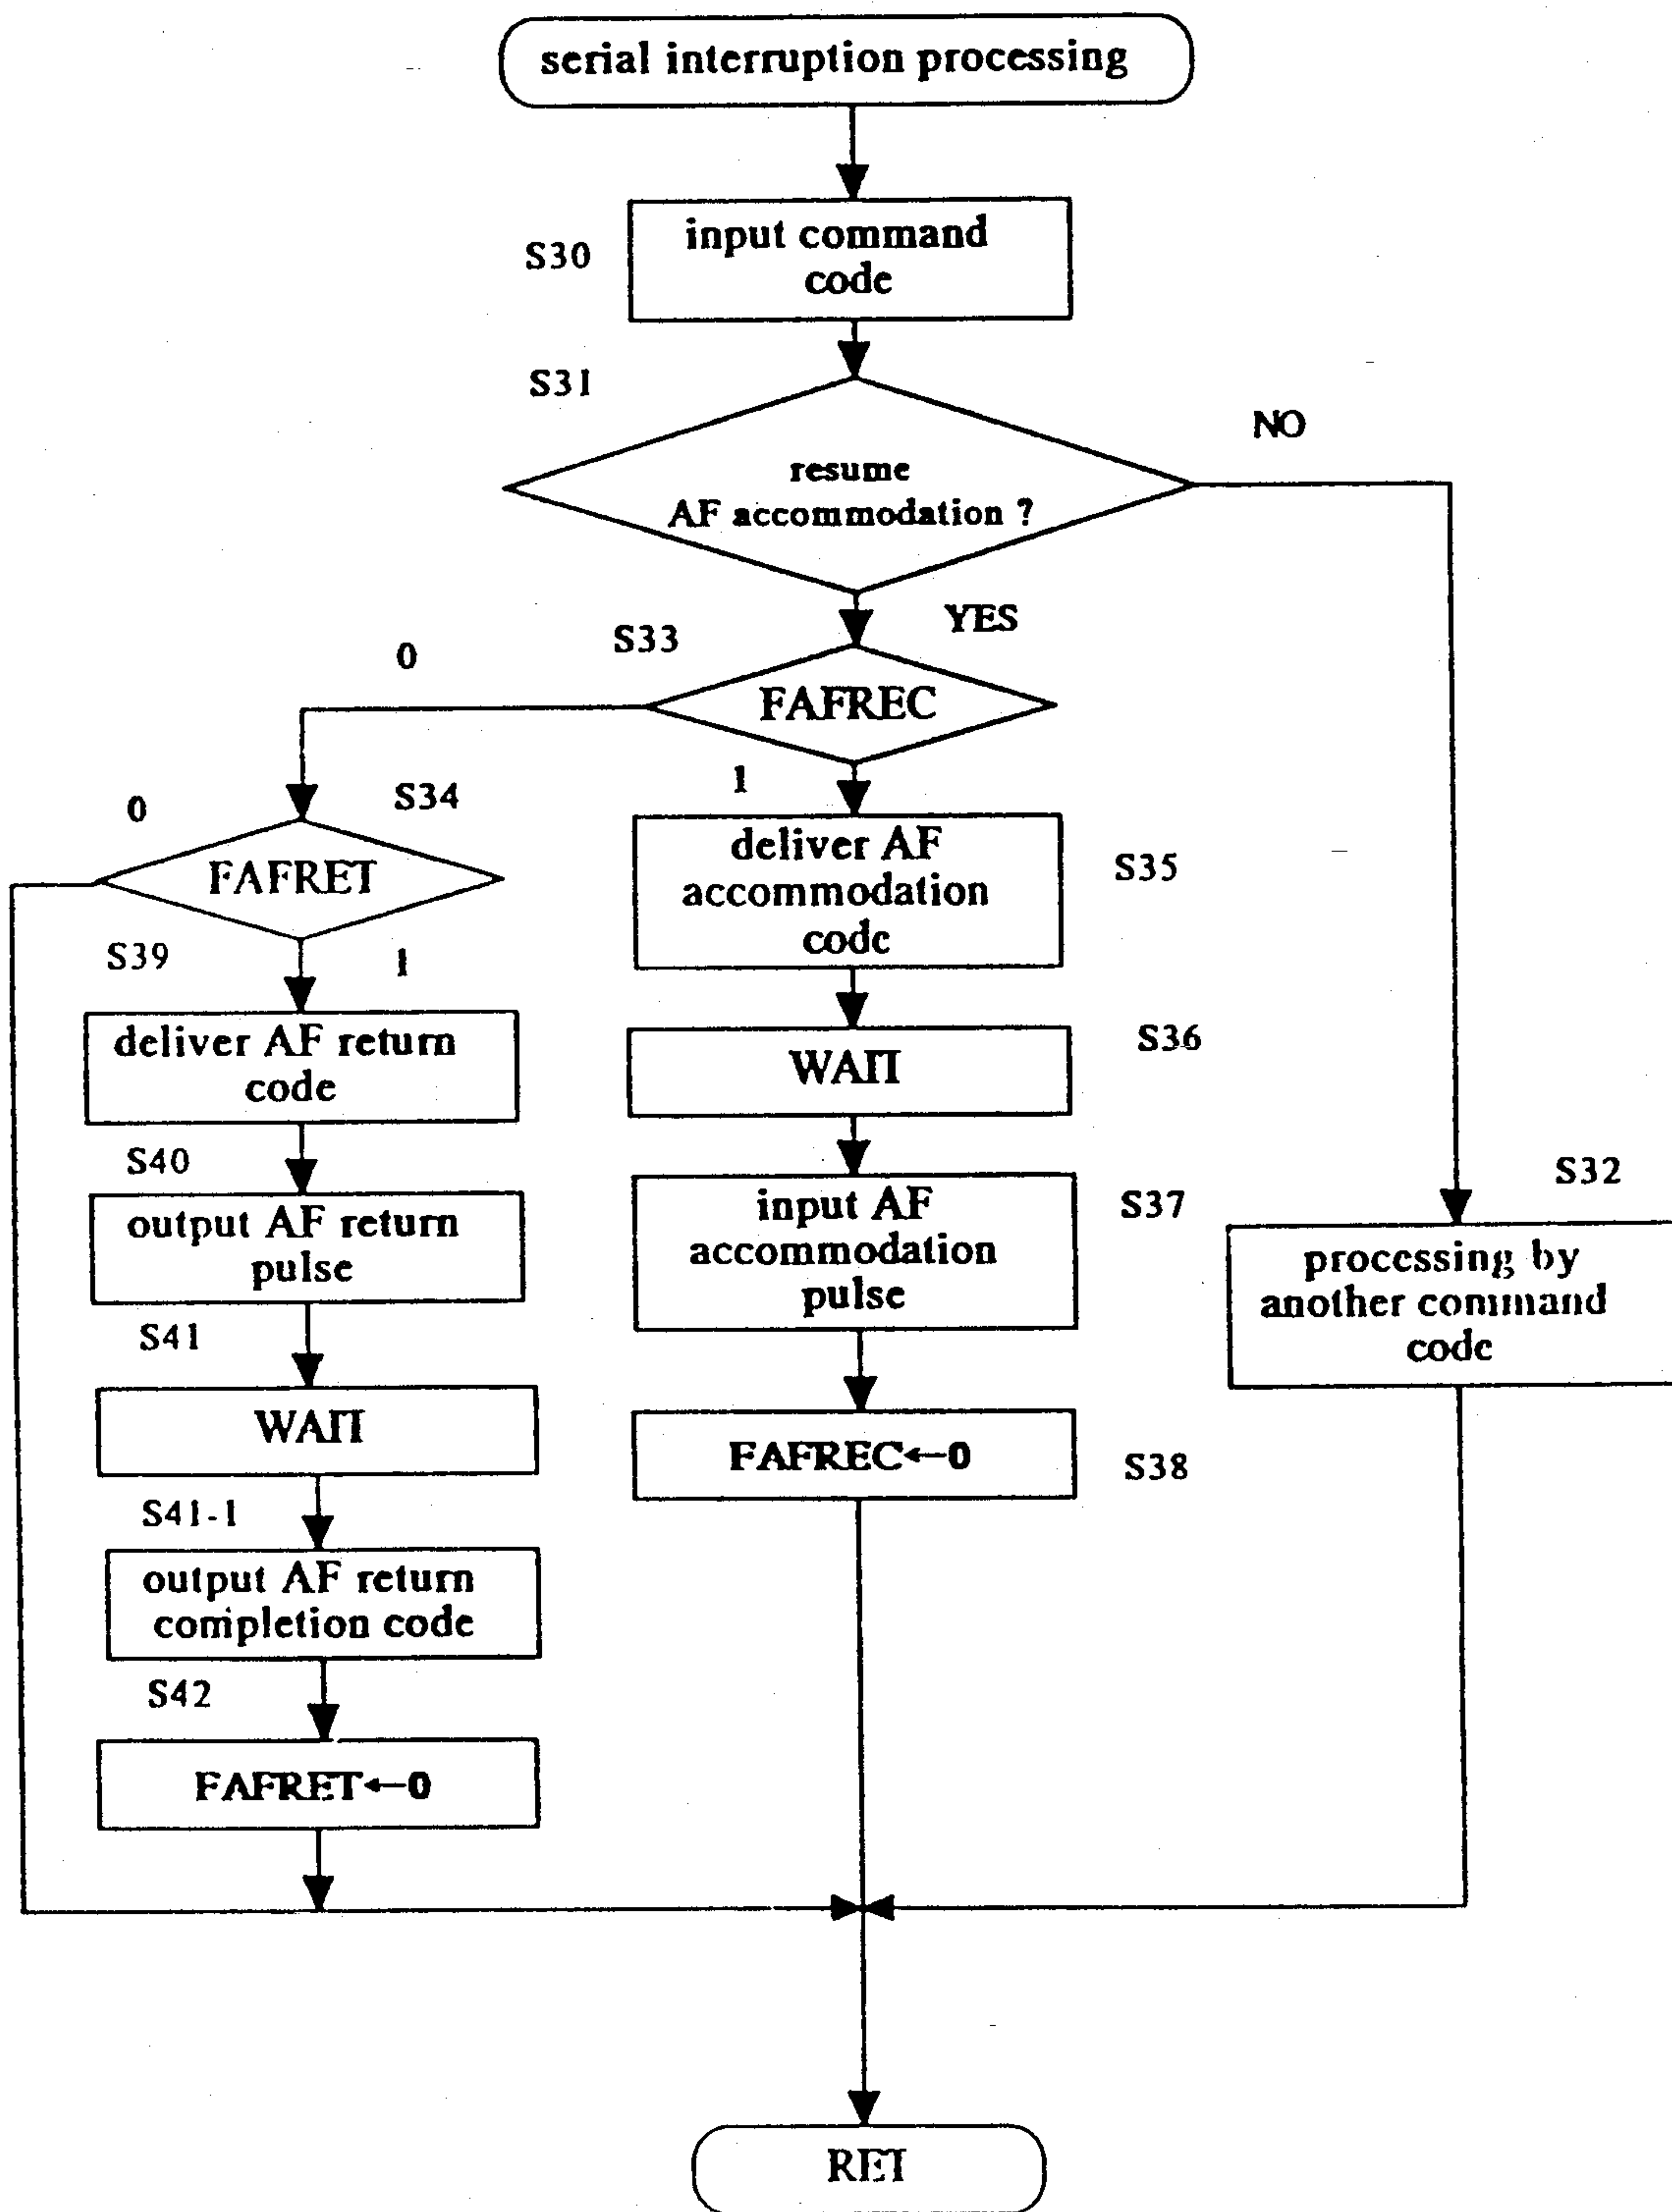 serial interruption processing
S30
input command
code
S31
resume
AF accommodation ?
NO
YES
S33
0
FAFREC
1
S34
0
FAFRET
S39
1
deliver AF
accommodation
code
S35
deliver AF return
code
WAIT
S36
S40
output AF return
pulse
input AF
accommodation
pulse
S37
S32
processing by
another command
code
S41
WAIT
FAFREC←0
S38
S41-1
output AF return
completion code
S42
FAFRET←0
RET